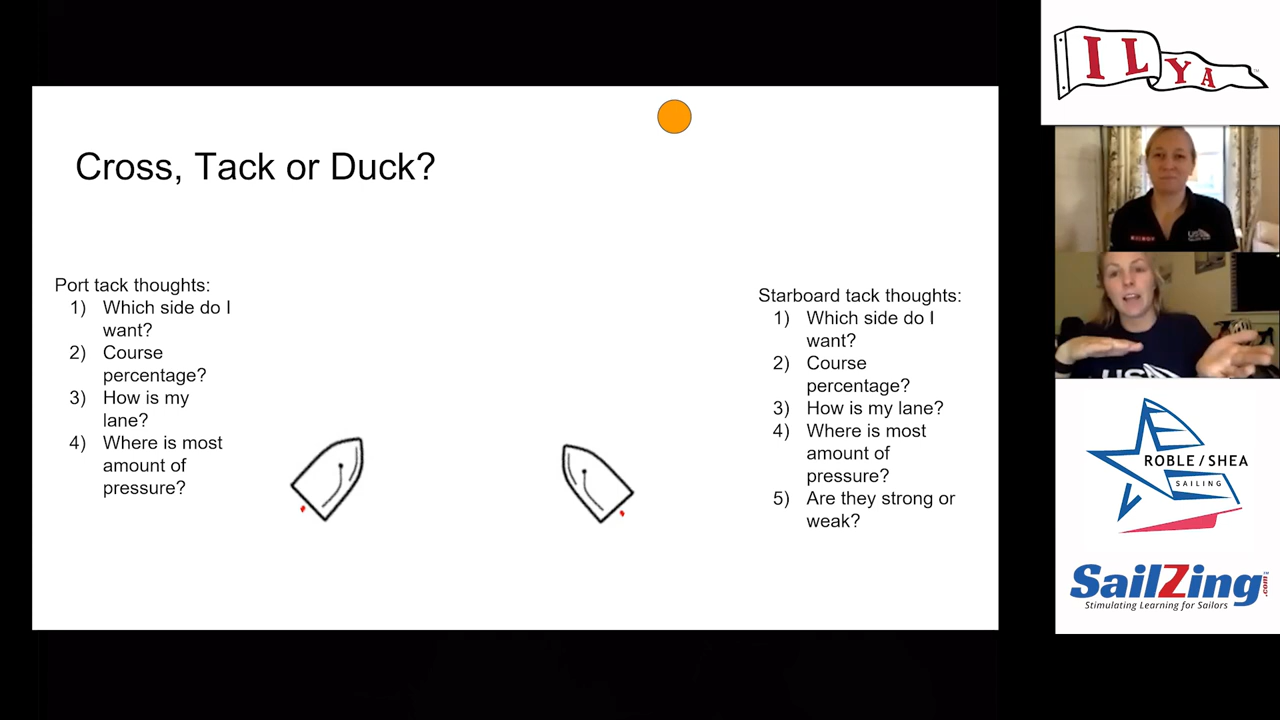 Cross, Tack or Duck?
Port tack thoughts:
1) Which side do I
want?
2) Course
percentage?
3) How is my
lane?
4) Where is most
amount of
pressure?
Starboard tack thoughts:
1) Which side do I
want?
2) Course
percentage?
3) How is my lane?
4) Where is most
amount of
pressure?
5) Are they strong or
weak?
ILYA
US
USA
ROBLE / SHEA
SAILING
SailZing.com
Stimulating Learning for Sailors